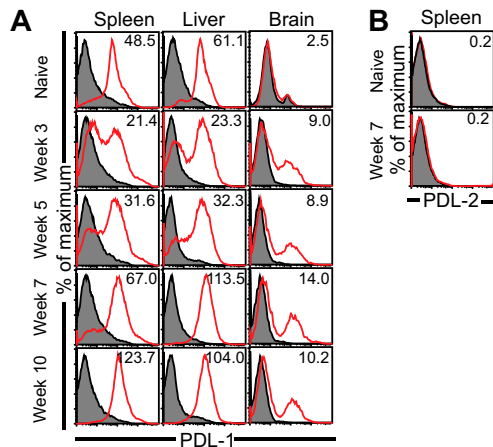 A
Spleen Liver Brain
Naive 48.5 61.1 2.5
Week 3 21.4 23.3 9.0
Week 5 31.6 32.3 8.9
Week 7 67.0 113.5 14.0
Week 10 123.7 104.0 10.2
% of maximum
PDL-1
B
Spleen
Naive 0.2
Week 7 0.2
% of maximum
PDL-2